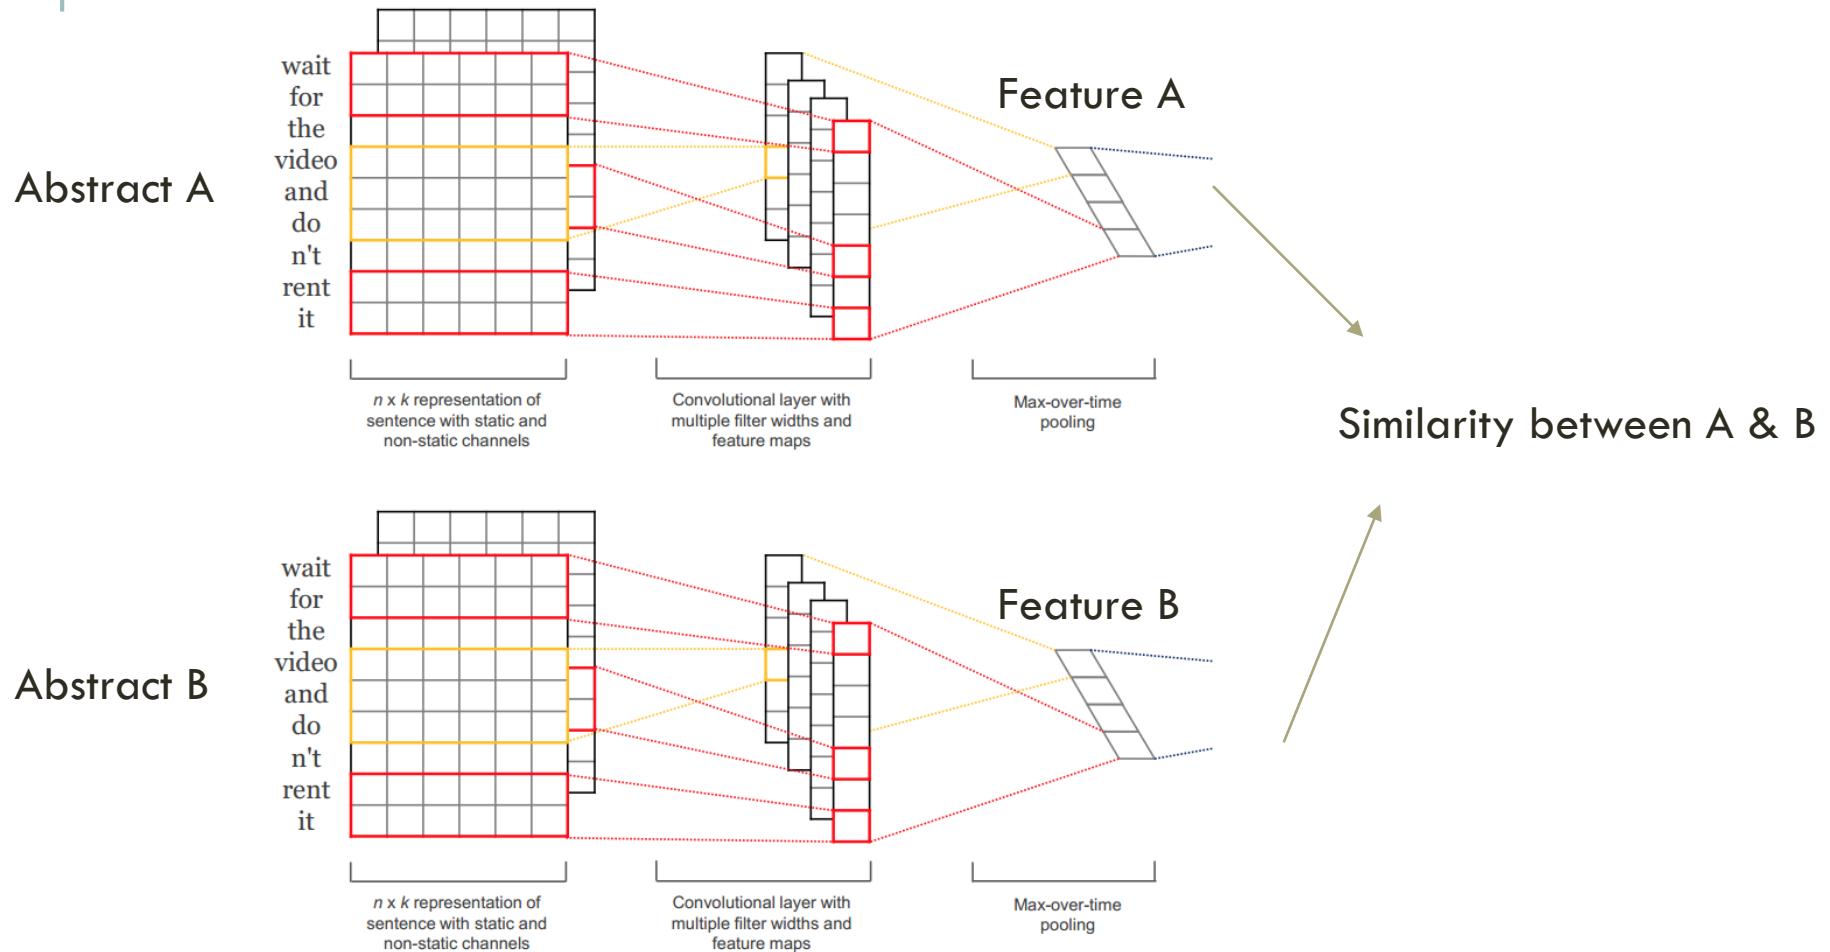 Abstract A
wait
for
the
video
and
do
n't
rent
it
Feature A
n x k representation of
sentence with static and
non-static channels
Convolutional layer with
multiple filter widths and
feature maps
Max-over-time
pooling
Similarity between A & B
Abstract B
wait
for
the
video
and
do
n't
rent
it
Feature B
n x k representation of
sentence with static and
non-static channels
Convolutional layer with
multiple filter widths and
feature maps
Max-over-time
pooling